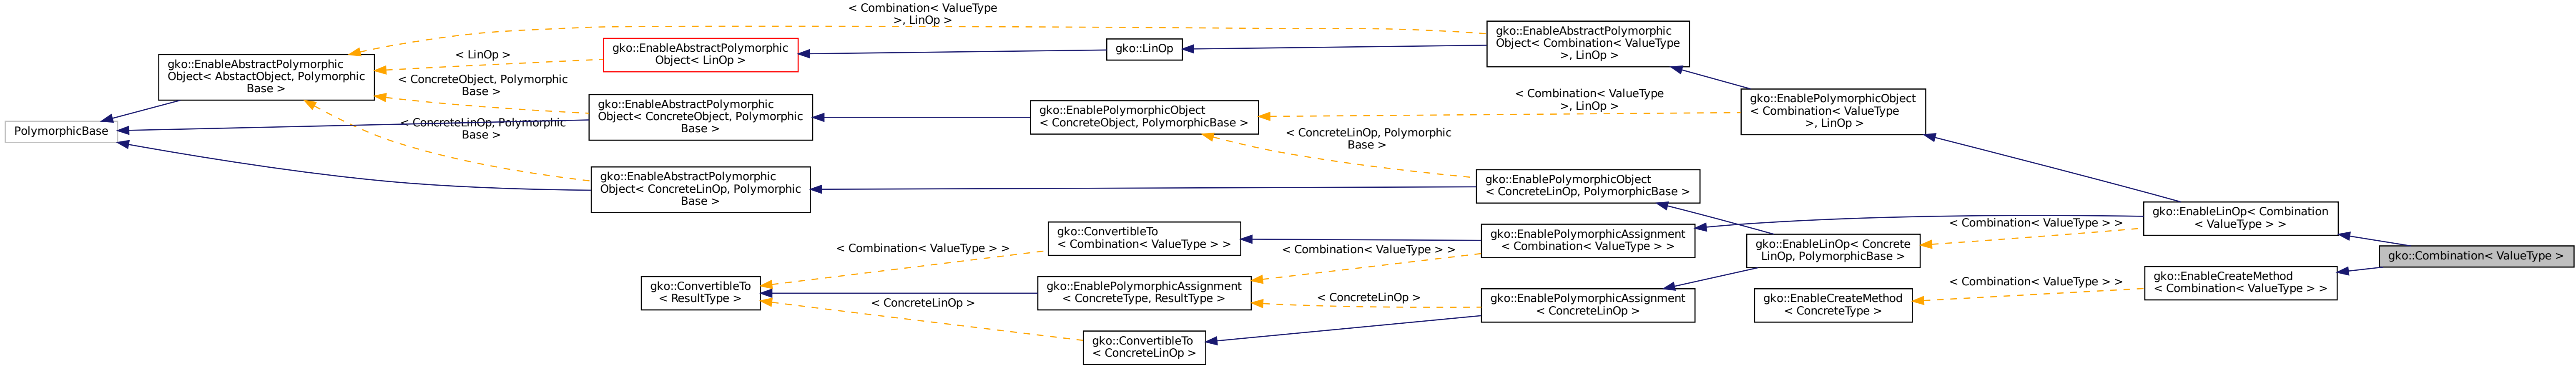 < Combination< ValueType
>, LinOp >
gko::EnableAbstractPolymorphic
Object< Combination< ValueType
>, LinOp >
gko::EnableAbstractPolymorphic
Object< LinOp >
gko::LinOp
< LinOp >
gko::EnableAbstractPolymorphic
Object< AbstactObject, Polymorphic
Base >
< ConcreteObject, Polymorphic
Base >
gko::EnableAbstractPolymorphic
Object< ConcreteObject, Polymorphic
Base >
gko::EnablePolymorphicObject
< ConcreteObject, PolymorphicBase >
< Combination< ValueType
>, LinOp >
gko::EnablePolymorphicObject
< Combination< ValueType
>, LinOp >
PolymorphicBase
< ConcreteLinOp, Polymorphic
Base >
< ConcreteLinOp, Polymorphic
Base >
gko::EnableAbstractPolymorphic
Object< ConcreteLinOp, Polymorphic
Base >
gko::EnablePolymorphicObject
< ConcreteLinOp, PolymorphicBase >
gko::EnableLinOp< Combination
< ValueType > >
< Combination< ValueType > >
gko::ConvertibleTo
< Combination< ValueType > >
gko::EnablePolymorphicAssignment
< Combination< ValueType > >
gko::EnableLinOp< Concrete
LinOp, PolymorphicBase >
< Combination< ValueType > >
< Combination< ValueType > >
gko::Combination< ValueType >
gko::ConvertibleTo
< ResultType >
gko::EnablePolymorphicAssignment
< ConcreteType, ResultType >
< Combination< ValueType > >
gko::EnableCreateMethod
< Combination< ValueType > >
< ConcreteLinOp >
< ConcreteLinOp >
gko::EnablePolymorphicAssignment
< ConcreteLinOp >
gko::EnableCreateMethod
< ConcreteType >
gko::ConvertibleTo
< ConcreteLinOp >